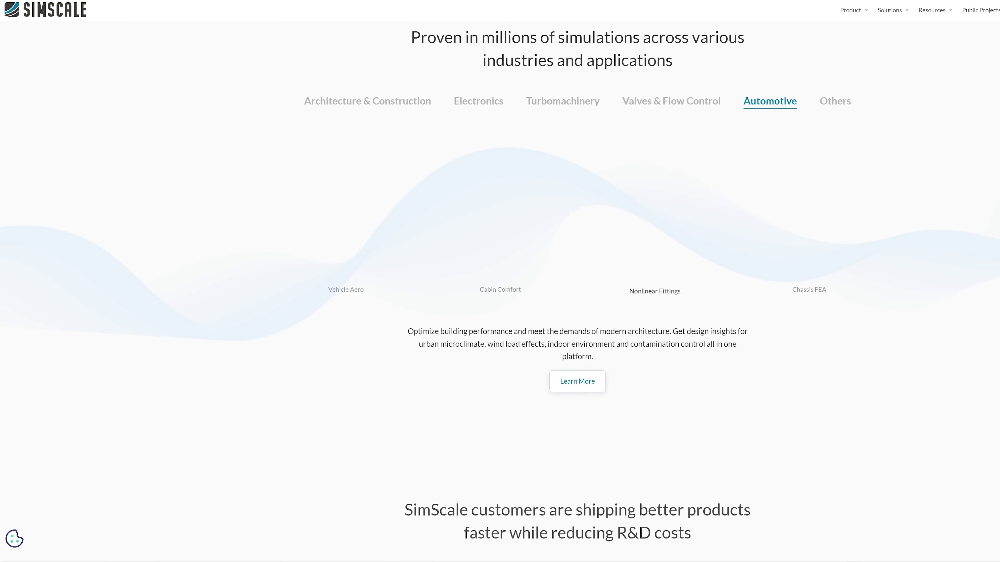 SIMSCALE
Product Solutions Resources Public Projects
Proven in millions of simulations across various
industries and applications
Architecture & Construction Electronics Turbomachinery Valves & Flow Control Automotive Others
Vehicle Aero Cabin Comfort Nonlinear Fittings Chassis FEA
Optimize building performance and meet the demands of modern architecture. Get design insights for
urban microclimate, wind load effects, indoor environment and contamination control all in one
platform.
Learn More
SimScale customers are shipping better products
faster while reducing R&D costs